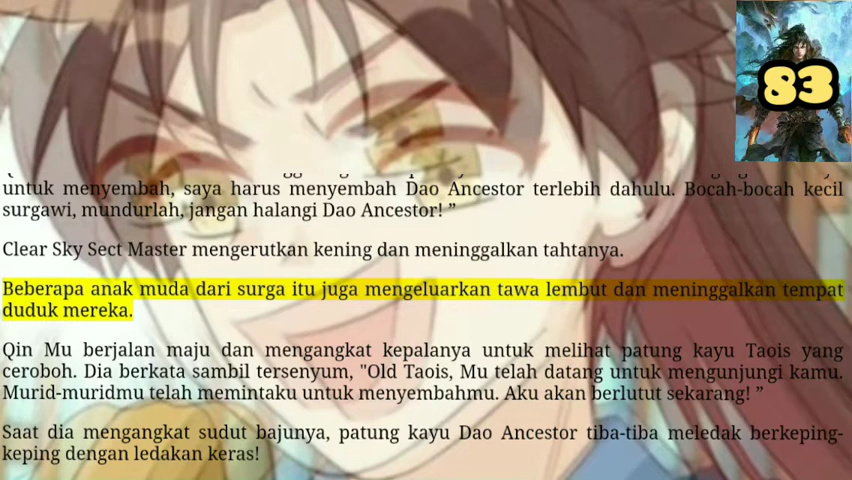 83
untuk menyembah, saya harus menyembah Dao Ancestor terlebih dahulu. Bocah-bocah kecil
surgawi, mundurlah, jangan halangi Dao Ancestor! ”
Clear Sky Sect Master mengerutkan kening dan meninggalkan tahtanya.
Beberapa anak muda dari surga itu juga mengeluarkan tawa lembut dan meninggalkan tempat
duduk mereka.
Qin Mu berjalan maju dan mengangkat kepalanya untuk melihat patung kayu Taois yang
ceroboh. Dia berkata sambil tersenyum, "Old Taois, Mu telah datang untuk mengunjungi kamu.
Murid-muridmu telah memintaku untuk menyembahmu. Aku akan berlutut sekarang! ”
Saat dia mengangkat sudut bajunya, patung kayu Dao Ancestor tiba-tiba meledak berkeping-
keping dengan ledakan keras!